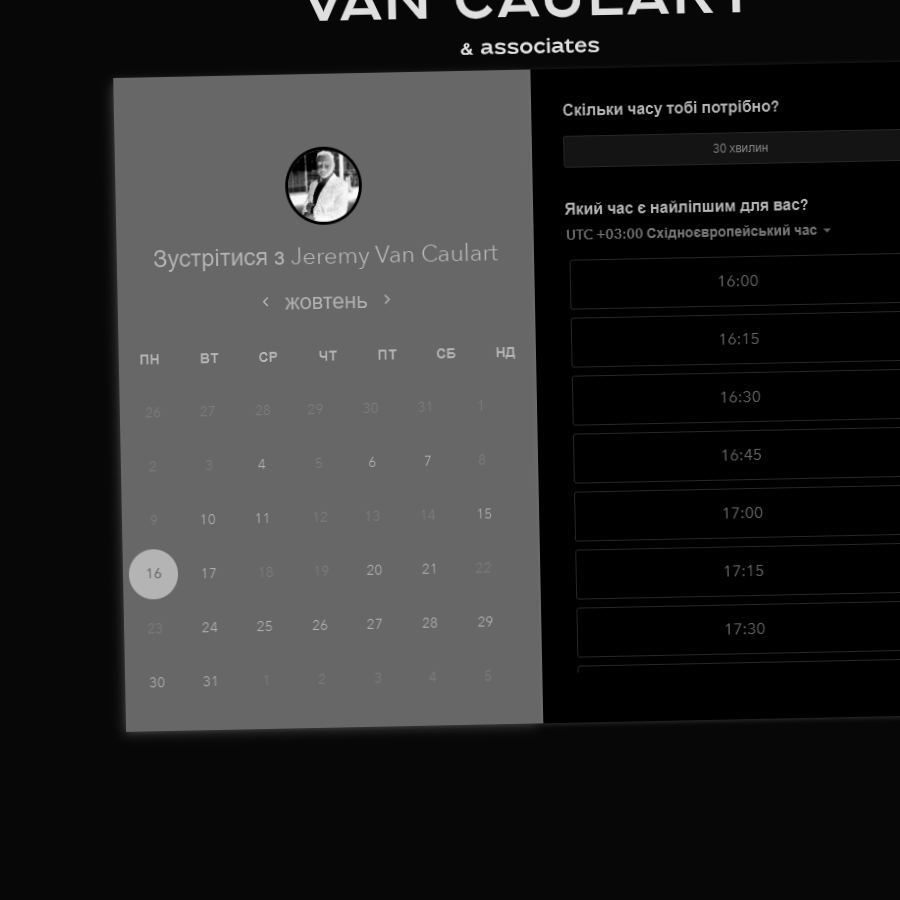 VAN CAULART
& associates
Зустрітися з Jeremy Van Caulart
жовтень
ПН ВТ СР ЧТ ПТ СБ НД
26 27 28 29 30 31 1
2 3 4 5 6 7 8
9 10 11 12 13 14 15
16 17 18 19 20 21 22
23 24 25 26 27 28 29
30 31 1 2 3 4 5
Скільки часу тобі потрібно?
30 хвилин
Який час є найліпшим для вас?
UTC +03:00 Східноєвропейський час
16:00
16:15
16:30
16:45
17:00
17:15
17:30